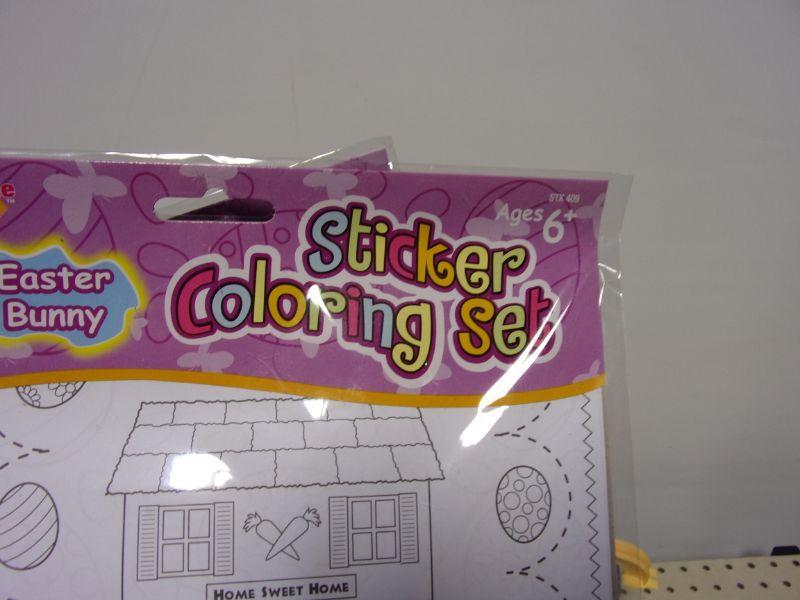 STK 409
Ages 6+
Sticker
Coloring Set
Easter
Bunny
HOME SWEET HOME